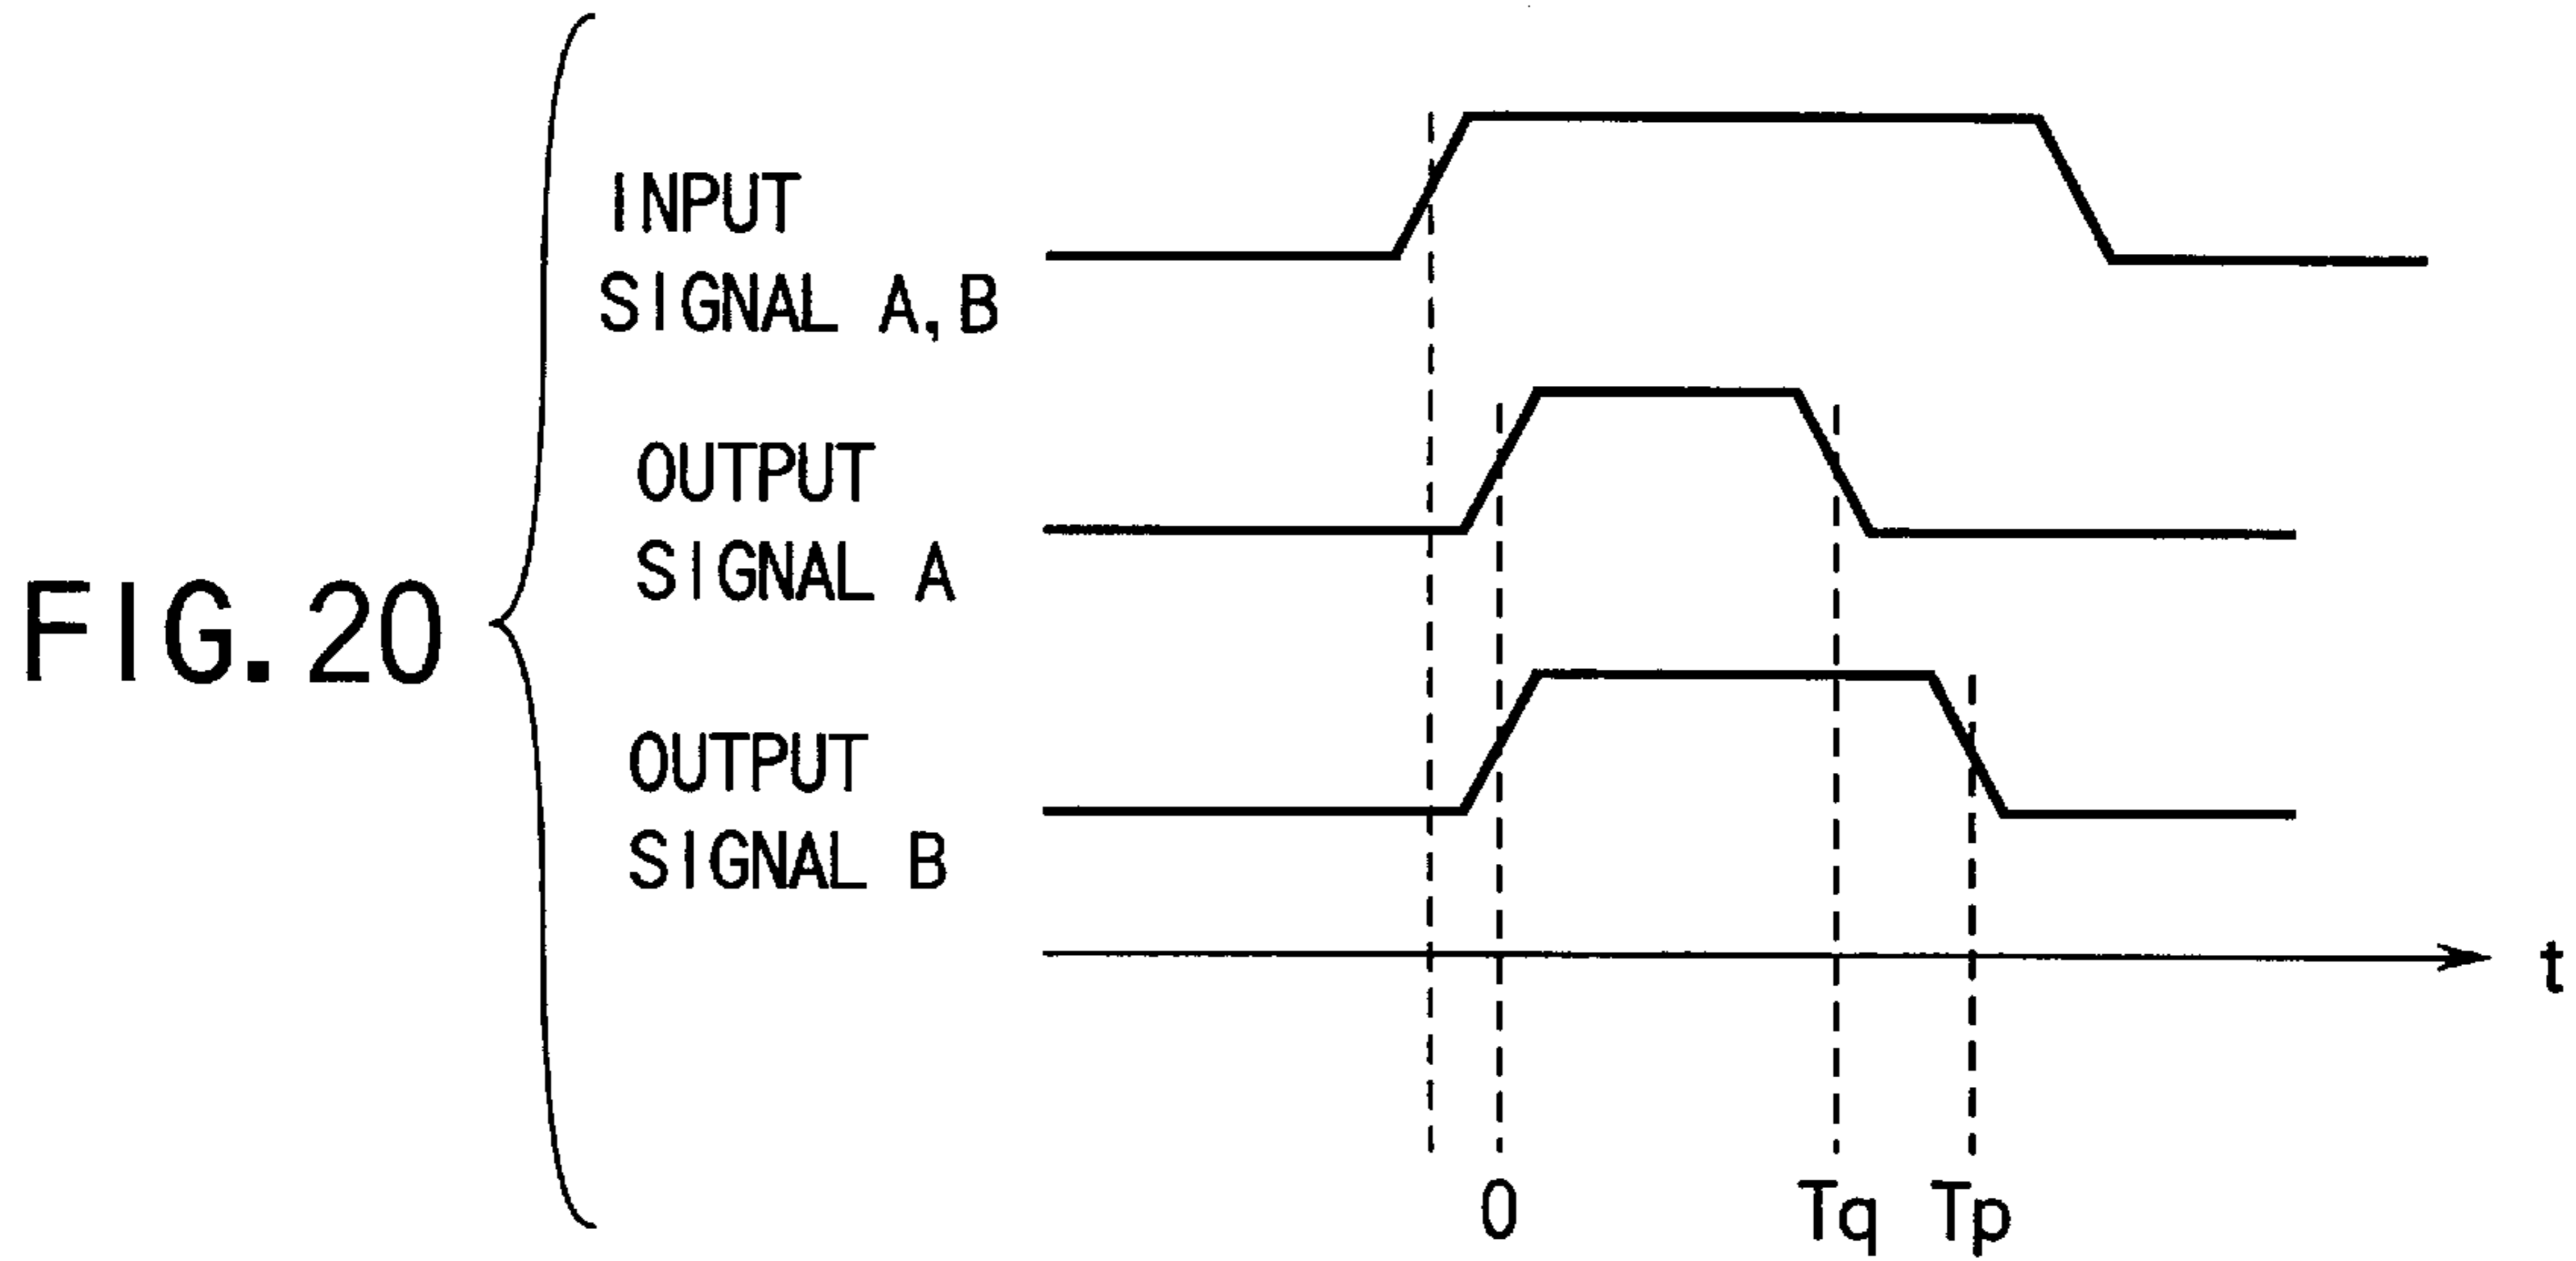 FIG. 20
INPUT
SIGNAL A, B
OUTPUT
SIGNAL A
OUTPUT
SIGNAL B
t
0 Tq Tp